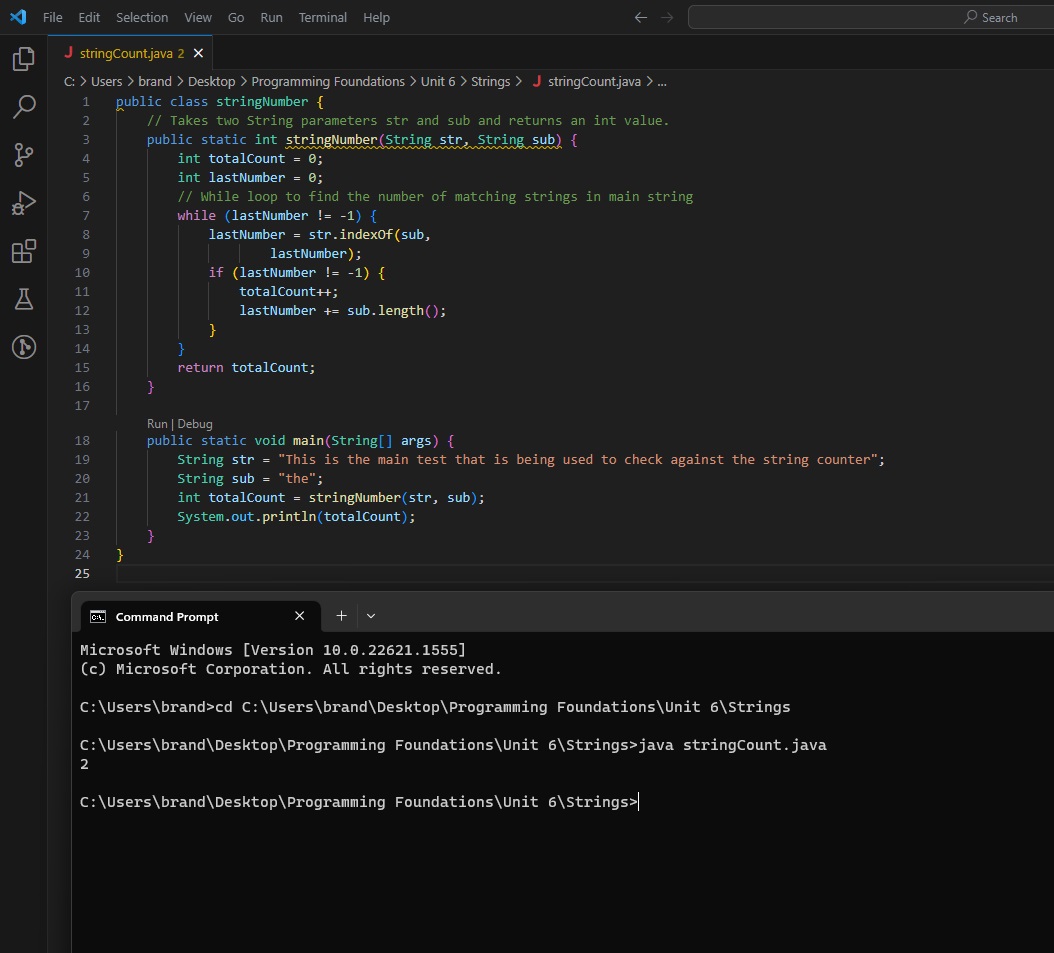 File Edit Selection View Go Run Terminal Help Search
J stringCount.java 2
C: > Users > brand > Desktop > Programming Foundations > Unit 6 > Strings > J stringCount.java > ...
1 public class stringNumber {
2 // Takes two String parameters str and sub and returns an int value.
3 public static int stringNumber(String str, String sub) {
4 int totalCount = 0;
5 int lastNumber = 0;
6 // While loop to find the number of matching strings in main string
7 while (lastNumber != -1) {
8 lastNumber = str.indexOf(sub,
9 lastNumber);
10 if (lastNumber != -1) {
11 totalCount++;
12 lastNumber += sub.length();
13 }
14 }
15 return totalCount;
16 }
17
Run | Debug
18 public static void main(String[] args) {
19 String str = "This is the main test that is being used to check against the string counter";
20 String sub = "the";
21 int totalCount = stringNumber(str, sub);
22 System.out.println(totalCount);
23 }
24 }
25
Command Prompt
Microsoft Windows [Version 10.0.22621.1555]
(c) Microsoft Corporation. All rights reserved.
C:\Users\brand>cd C:\Users\brand\Desktop\Programming Foundations\Unit 6\Strings
C:\Users\brand\Desktop\Programming Foundations\Unit 6\Strings>java stringCount.java
2
C:\Users\brand\Desktop\Programming Foundations\Unit 6\Strings>